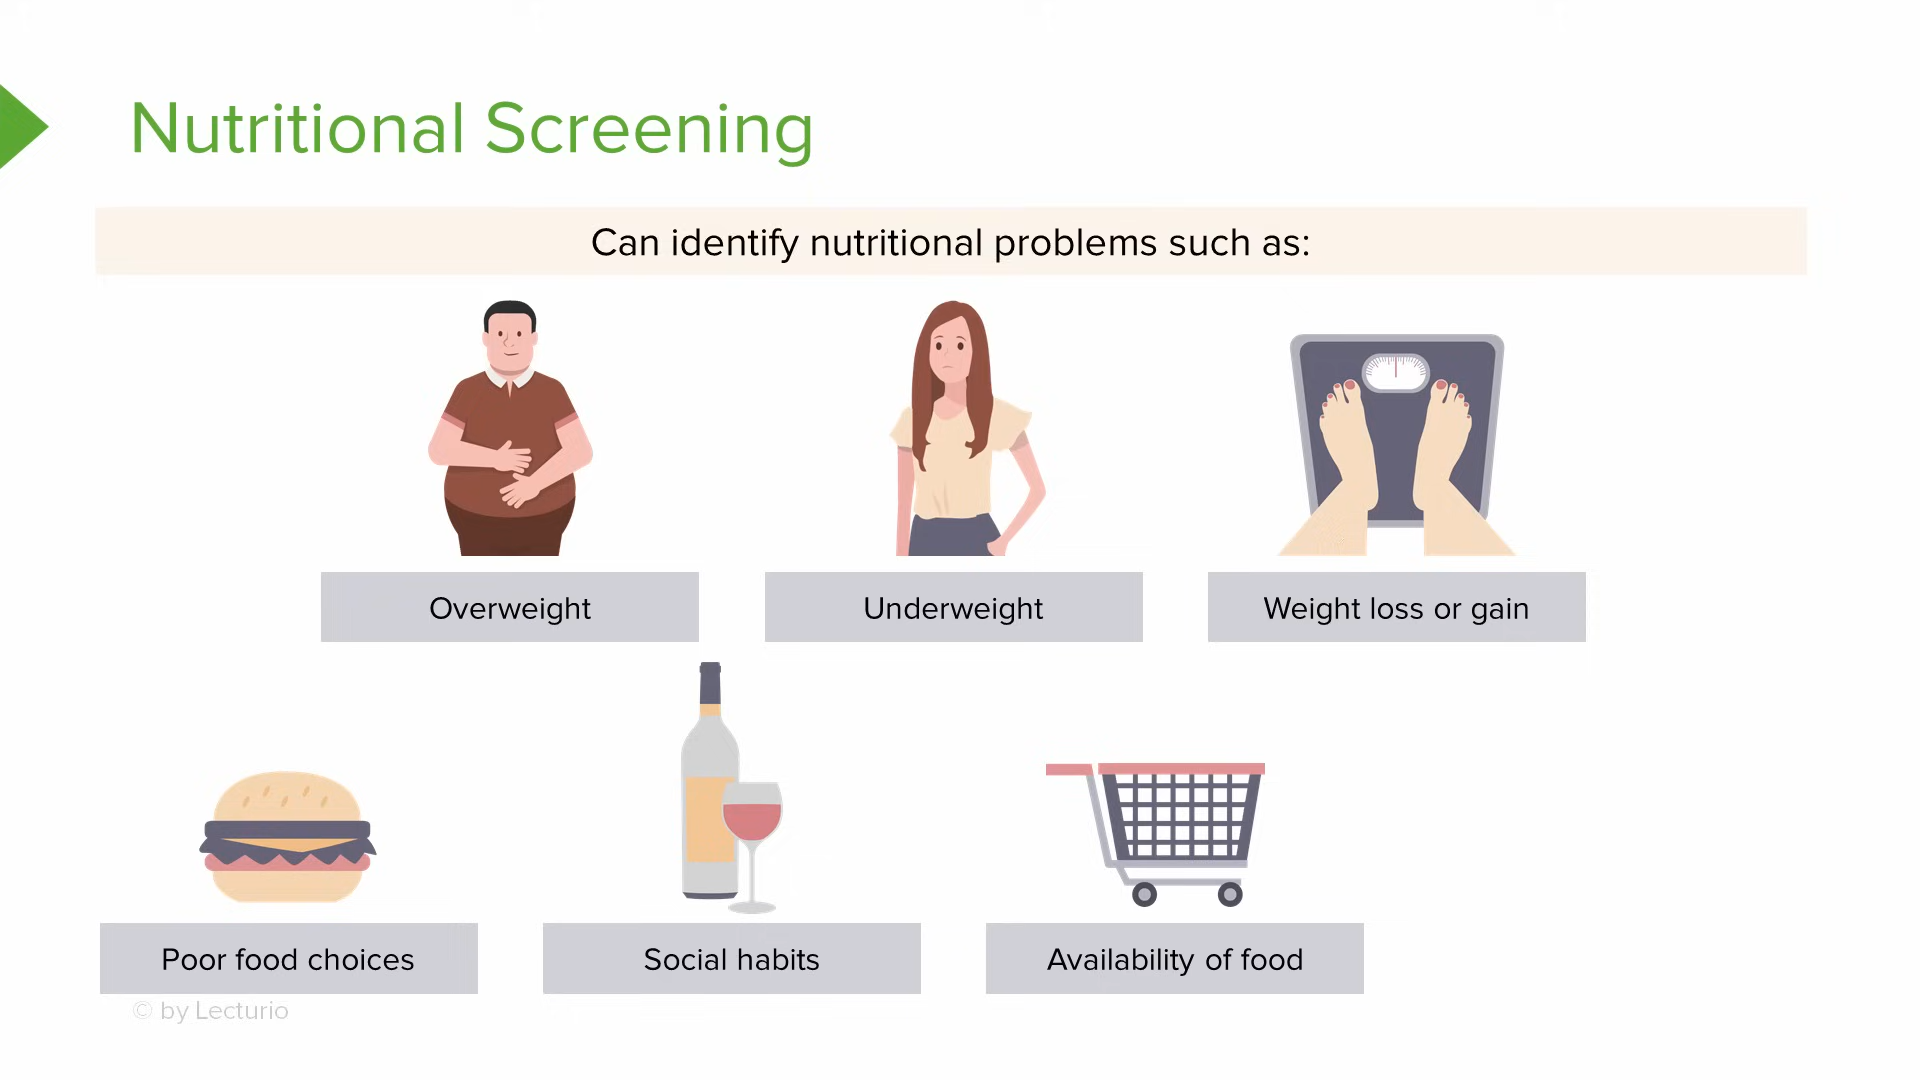 Nutritional Screening
Can identify nutritional problems such as:
Overweight
Underweight
Weight loss or gain
Poor food choices
Social habits
Availability of food
© by Lecturio